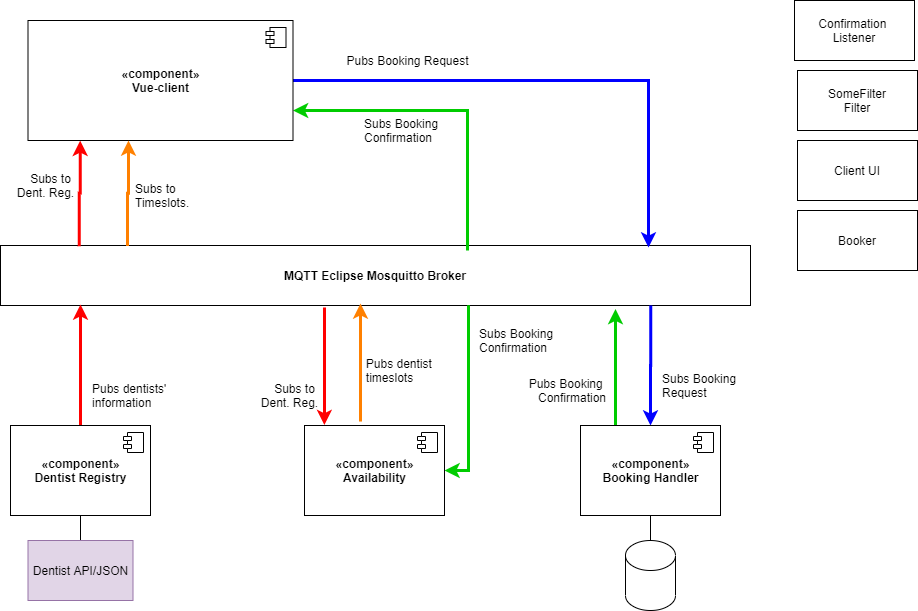 Confirmation
Listener
«component»
Vue-client
Pubs Booking Request
SomeFilter
Filter
Subs Booking
Confirmation
Client UI
Subs to
Dent. Reg.
Subs to
Timeslots.
Booker
MQTT Eclipse Mosquitto Broker
Subs Booking
Confirmation
Pubs dentist
timeslots
Pubs dentists'
information
Subs to
Dent. Reg.
Pubs Booking
Confirmation
Subs Booking
Request
«component»
Dentist Registry
«component»
Availability
«component»
Booking Handler
Dentist API/JSON